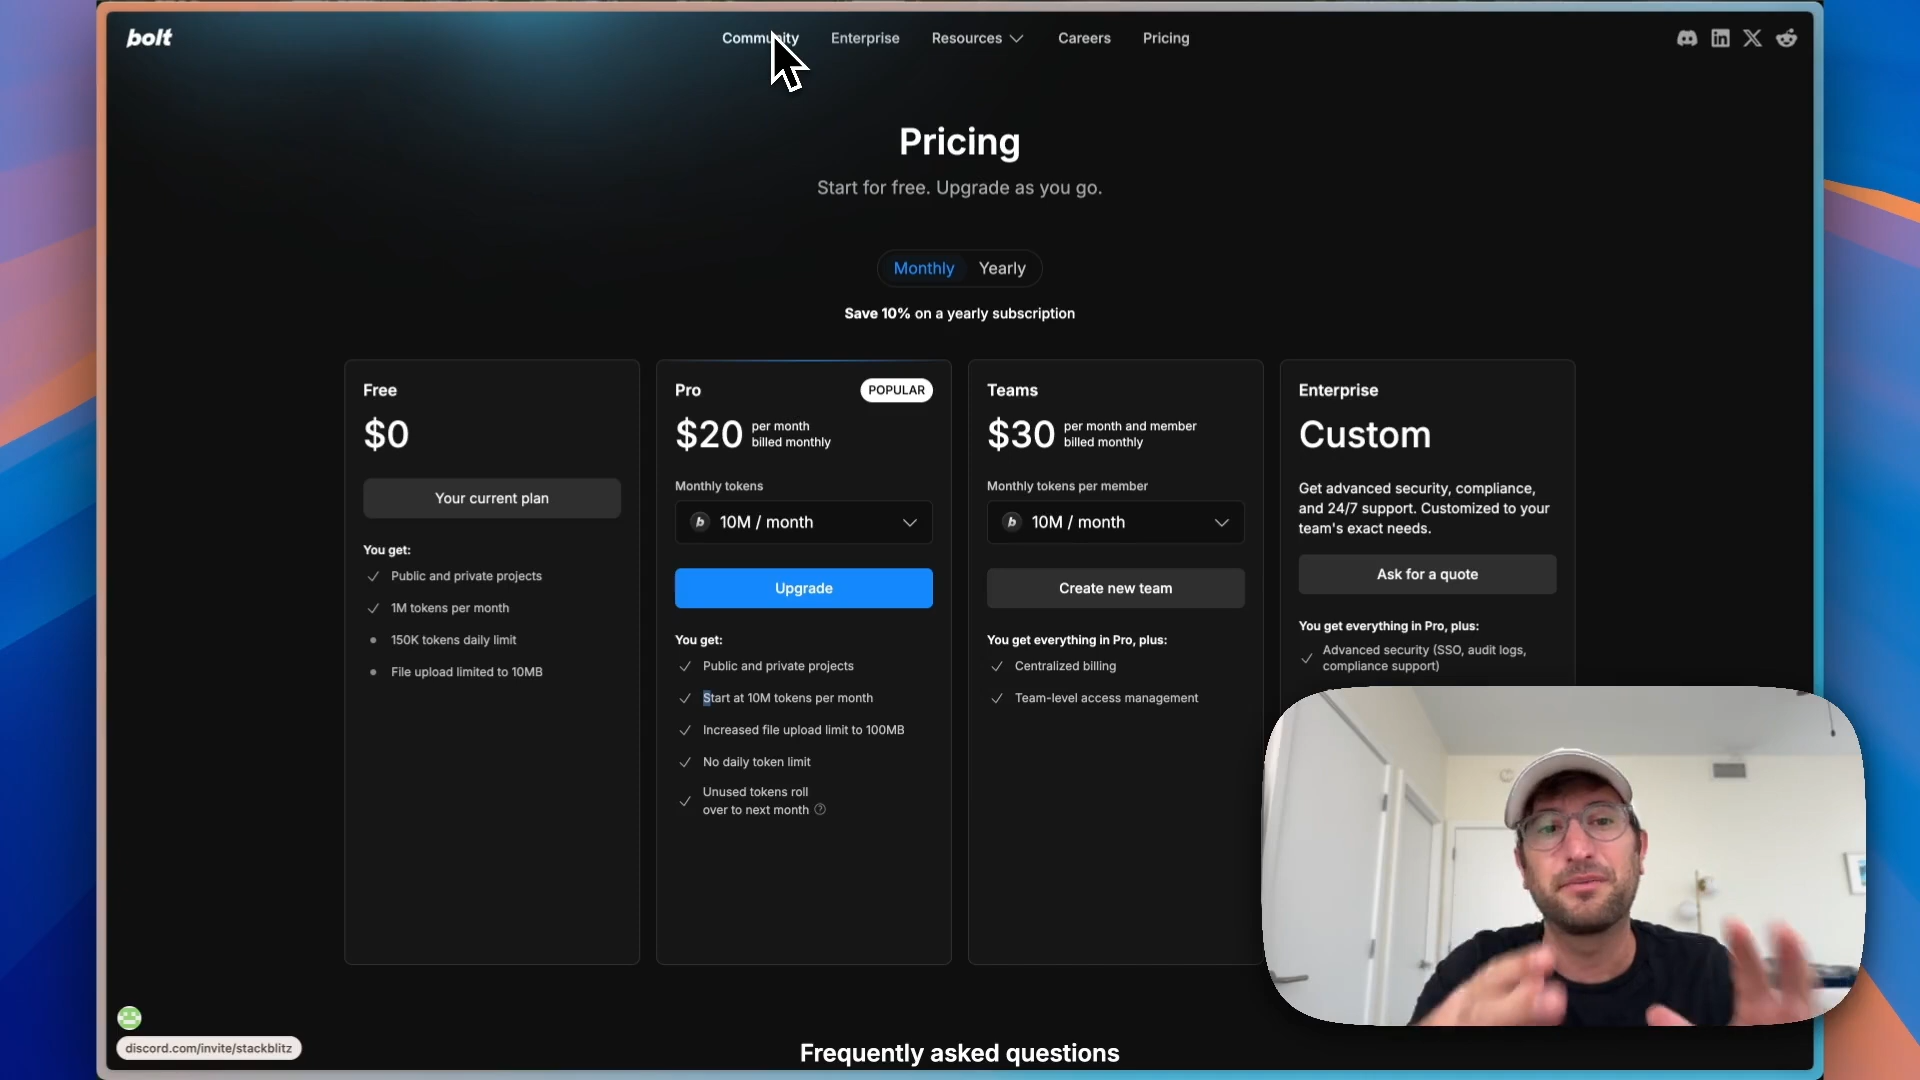 bolt
Community
Enterprise
Resources
Careers
Pricing
Pricing
Start for free. Upgrade as you go.
Monthly
Yearly
Save 10% on a yearly subscription
Free
$0
Your current plan
You get:
Public and private projects
1M tokens per month
150K tokens daily limit
File upload limited to 10MB
Pro
POPULAR
$20
per month
billed monthly
Monthly tokens
b
10M / month
Upgrade
You get:
Public and private projects
Start at 10M tokens per month
Increased file upload limit to 100MB
No daily token limit
Unused tokens roll
over to next month
Teams
$30
per month and member
billed monthly
Monthly tokens per member
b
10M / month
Create new team
You get everything in Pro, plus:
Centralized billing
Team-level access management
Enterprise
Custom
Get advanced security, compliance,
and 24/7 support. Customized to your
team's exact needs.
Ask for a quote
You get everything in Pro, plus:
Advanced security (SSO, audit logs,
compliance support)
discord.com/invite/stackblitz
Frequently asked questions